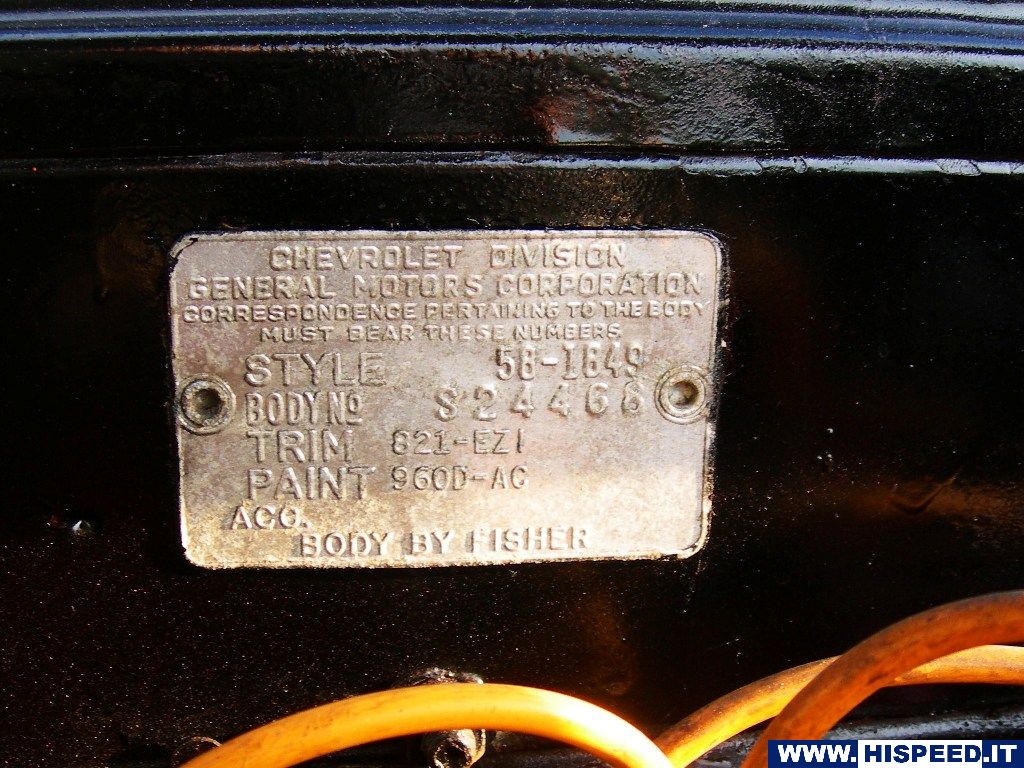 CHEVROLET DIVISION
GENERAL MOTORS CORPORATION
CORRESPONDENCE PERTAINING TO THE BODY
MUST BEAR THESE NUMBERS
STYLE 58-1849
BODY NO S24468
TRIM 821-EZ1
PAINT 960D-AC
ACC.
BODY BY FISHER
WWW.HISPEED.IT